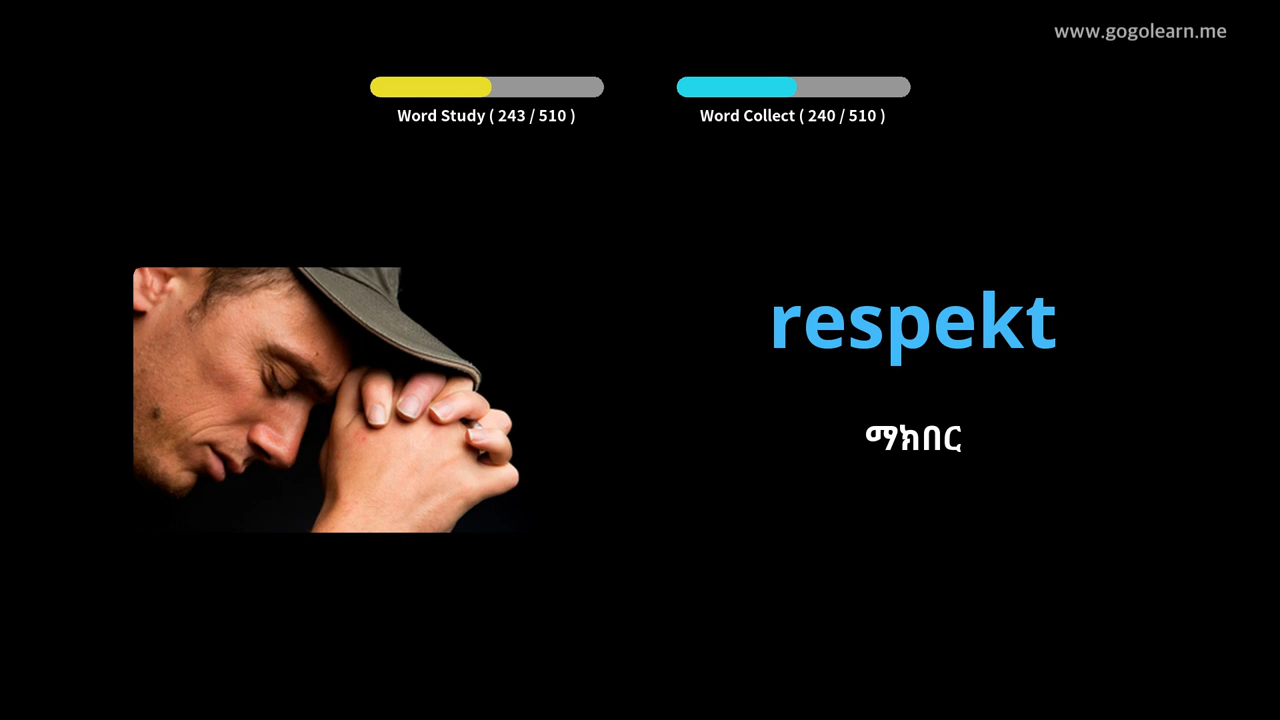 www.gogolearn.me
Word Study ( 243 / 510 )
Word Collect ( 240 / 510 )
respekt
ማክበር